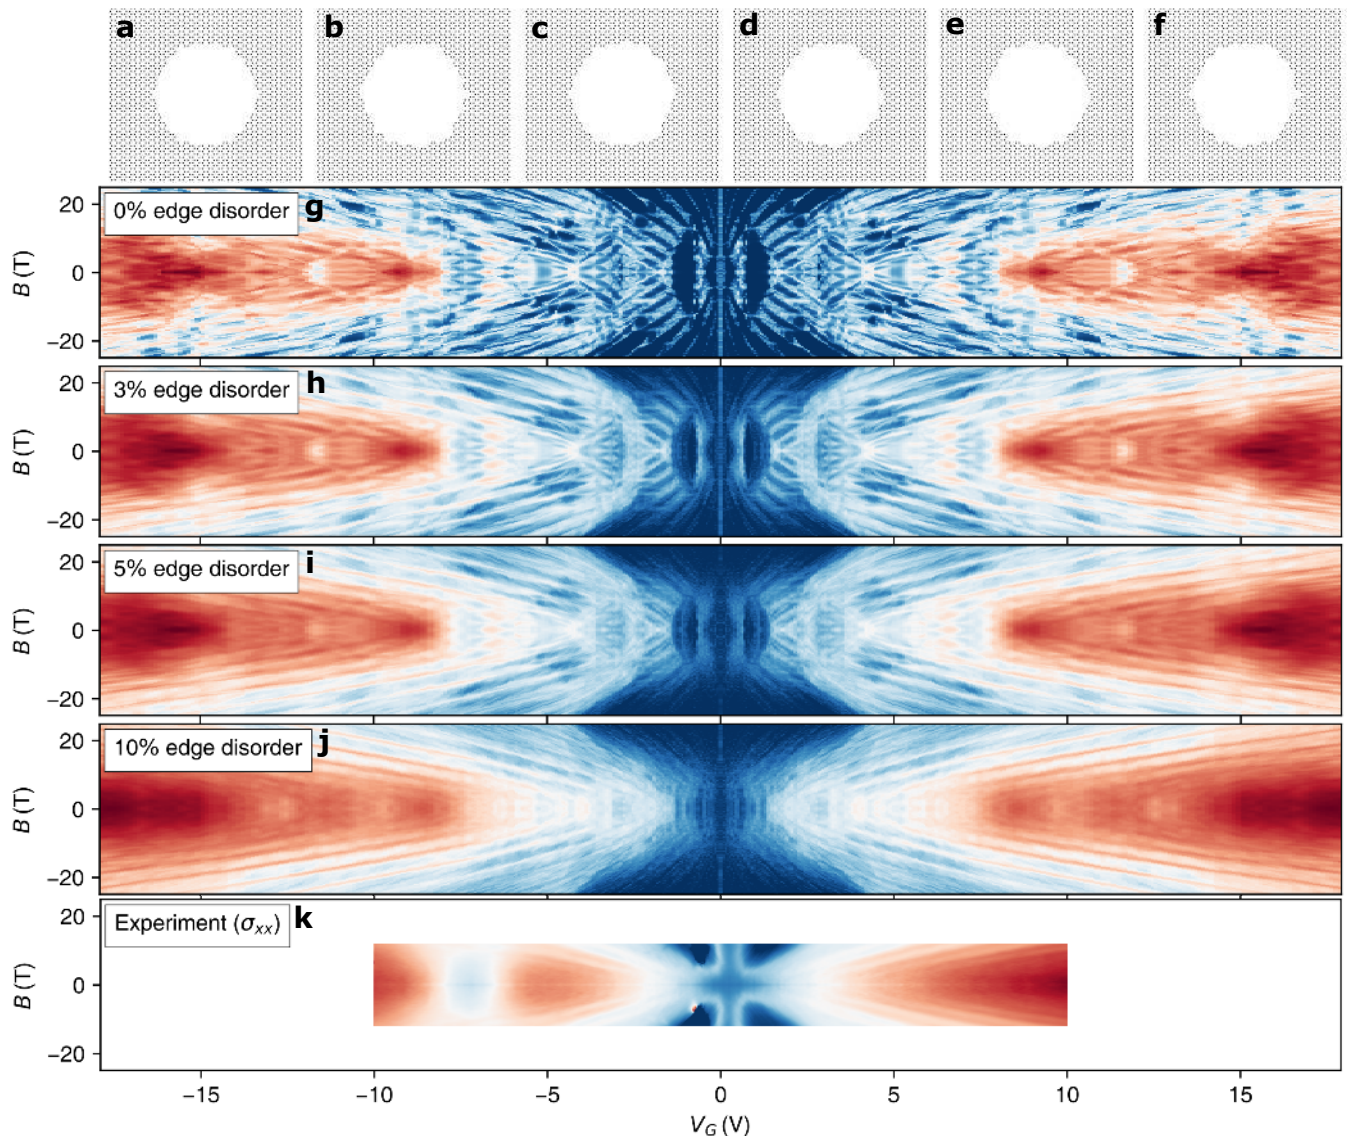 a b c d e f
0% edge disorder g
20
0
−20
B (T)
3% edge disorder h
20
0
−20
B (T)
5% edge disorder i
20
0
−20
B (T)
10% edge disorder j
20
0
−20
B (T)
Experiment (σxx) k
20
0
−20
B (T)
−15 −10 −5 0 5 10 15
VG (V)